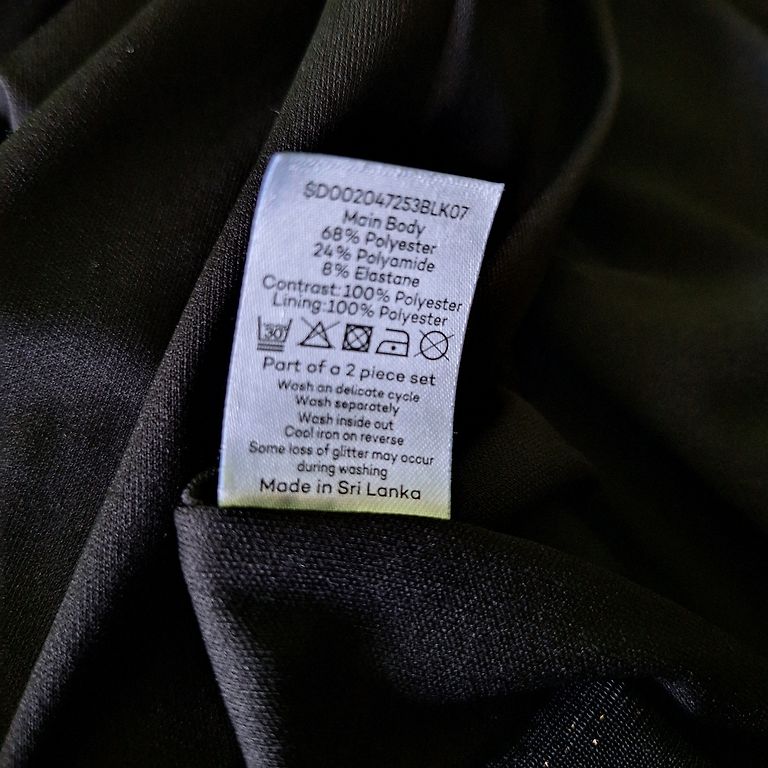 SD002047253BLK07
Main Body
68% Polyester
24% Polyamide
8% Elastane
Contrast:100% Polyester
Lining:100% Polyester
30
Part of a 2 piece set
Wash on delicate cycle
Wash separately
Wash inside out
Cool iron on reverse
Some loss of glitter may occur
during washing
Made in Sri Lanka